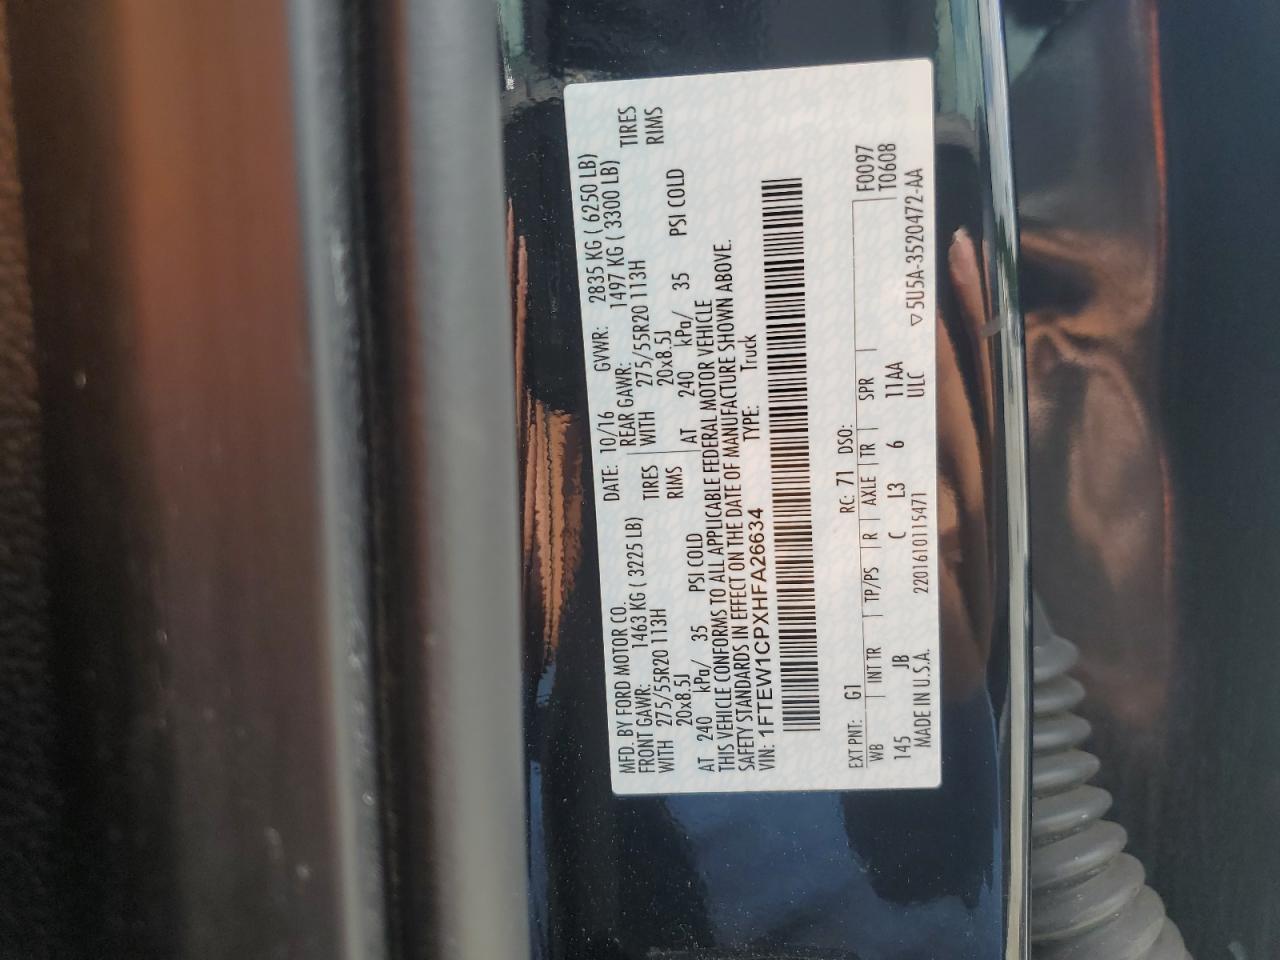 MFD. BY FORD MOTOR CO. DATE: 10/16 GVWR: 2835 KG ( 6250 LB)
FRONT GAWR: 1463 KG ( 3225 LB) REAR GAWR: 1497 KG ( 3300 LB)
WITH 275/55R20 113H TIRES WITH 275/55R20 113H TIRES
20x8.5J RIMS 20x8.5J RIMS
AT 240 kPa/ 35 PSI COLD AT 240 kPa/ 35 PSI COLD
THIS VEHICLE CONFORMS TO ALL APPLICABLE FEDERAL MOTOR VEHICLE
SAFETY STANDARDS IN EFFECT ON THE DATE OF MANUFACTURE SHOWN ABOVE.
VIN: 1FTEW1CPXHFA26634 TYPE: Truck
EXT PNT: G1 RC: 71 DSO: F0097
WB INT TR TP/PS R AXLE TR SPR T0608
145 JB C L3 6 11AA
MADE IN U.S.A. 220161011547​1 ULC ▽5U5A-3520472-AA